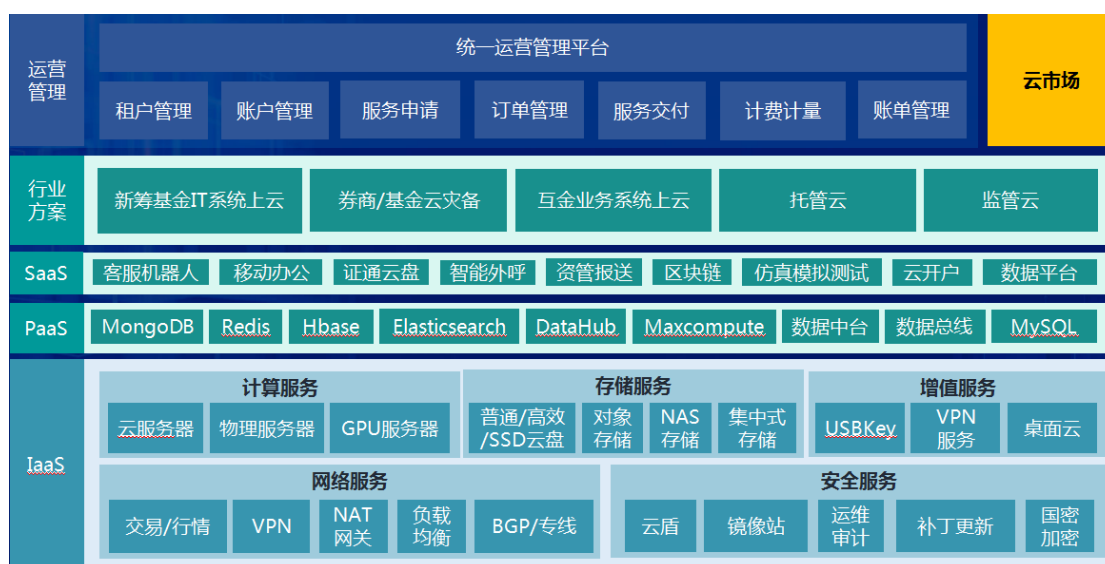 运营
管理
统一运营管理平台
租户管理
账户管理
服务申请
订单管理
服务交付
计费计量
账单管理
云市场
行业
方案
新筹基金IT系统上云
券商/基金云灾备
互金业务系统上云
托管云
监管云
SaaS
客服机器人
移动办公
证通云盘
智能外呼
资管报送
区块链
仿真模拟测试
云开户
数据平台
PaaS
MongoDB
Redis
Hbase
Elasticsearch
DataHub
Maxcompute
数据中台
数据总线
MySQL
IaaS
计算服务
云服务器
物理服务器
GPU服务器
存储服务
普通/高效
/SSD云盘
对象
存储
NAS
存储
集中式
存储
增值服务
USBKey
VPN
服务
桌面云
网络服务
交易/行情
VPN
NAT
网关
负载
均衡
BGP/专线
安全服务
云盾
镜像站
运维
审计
补丁更新
国密
加密